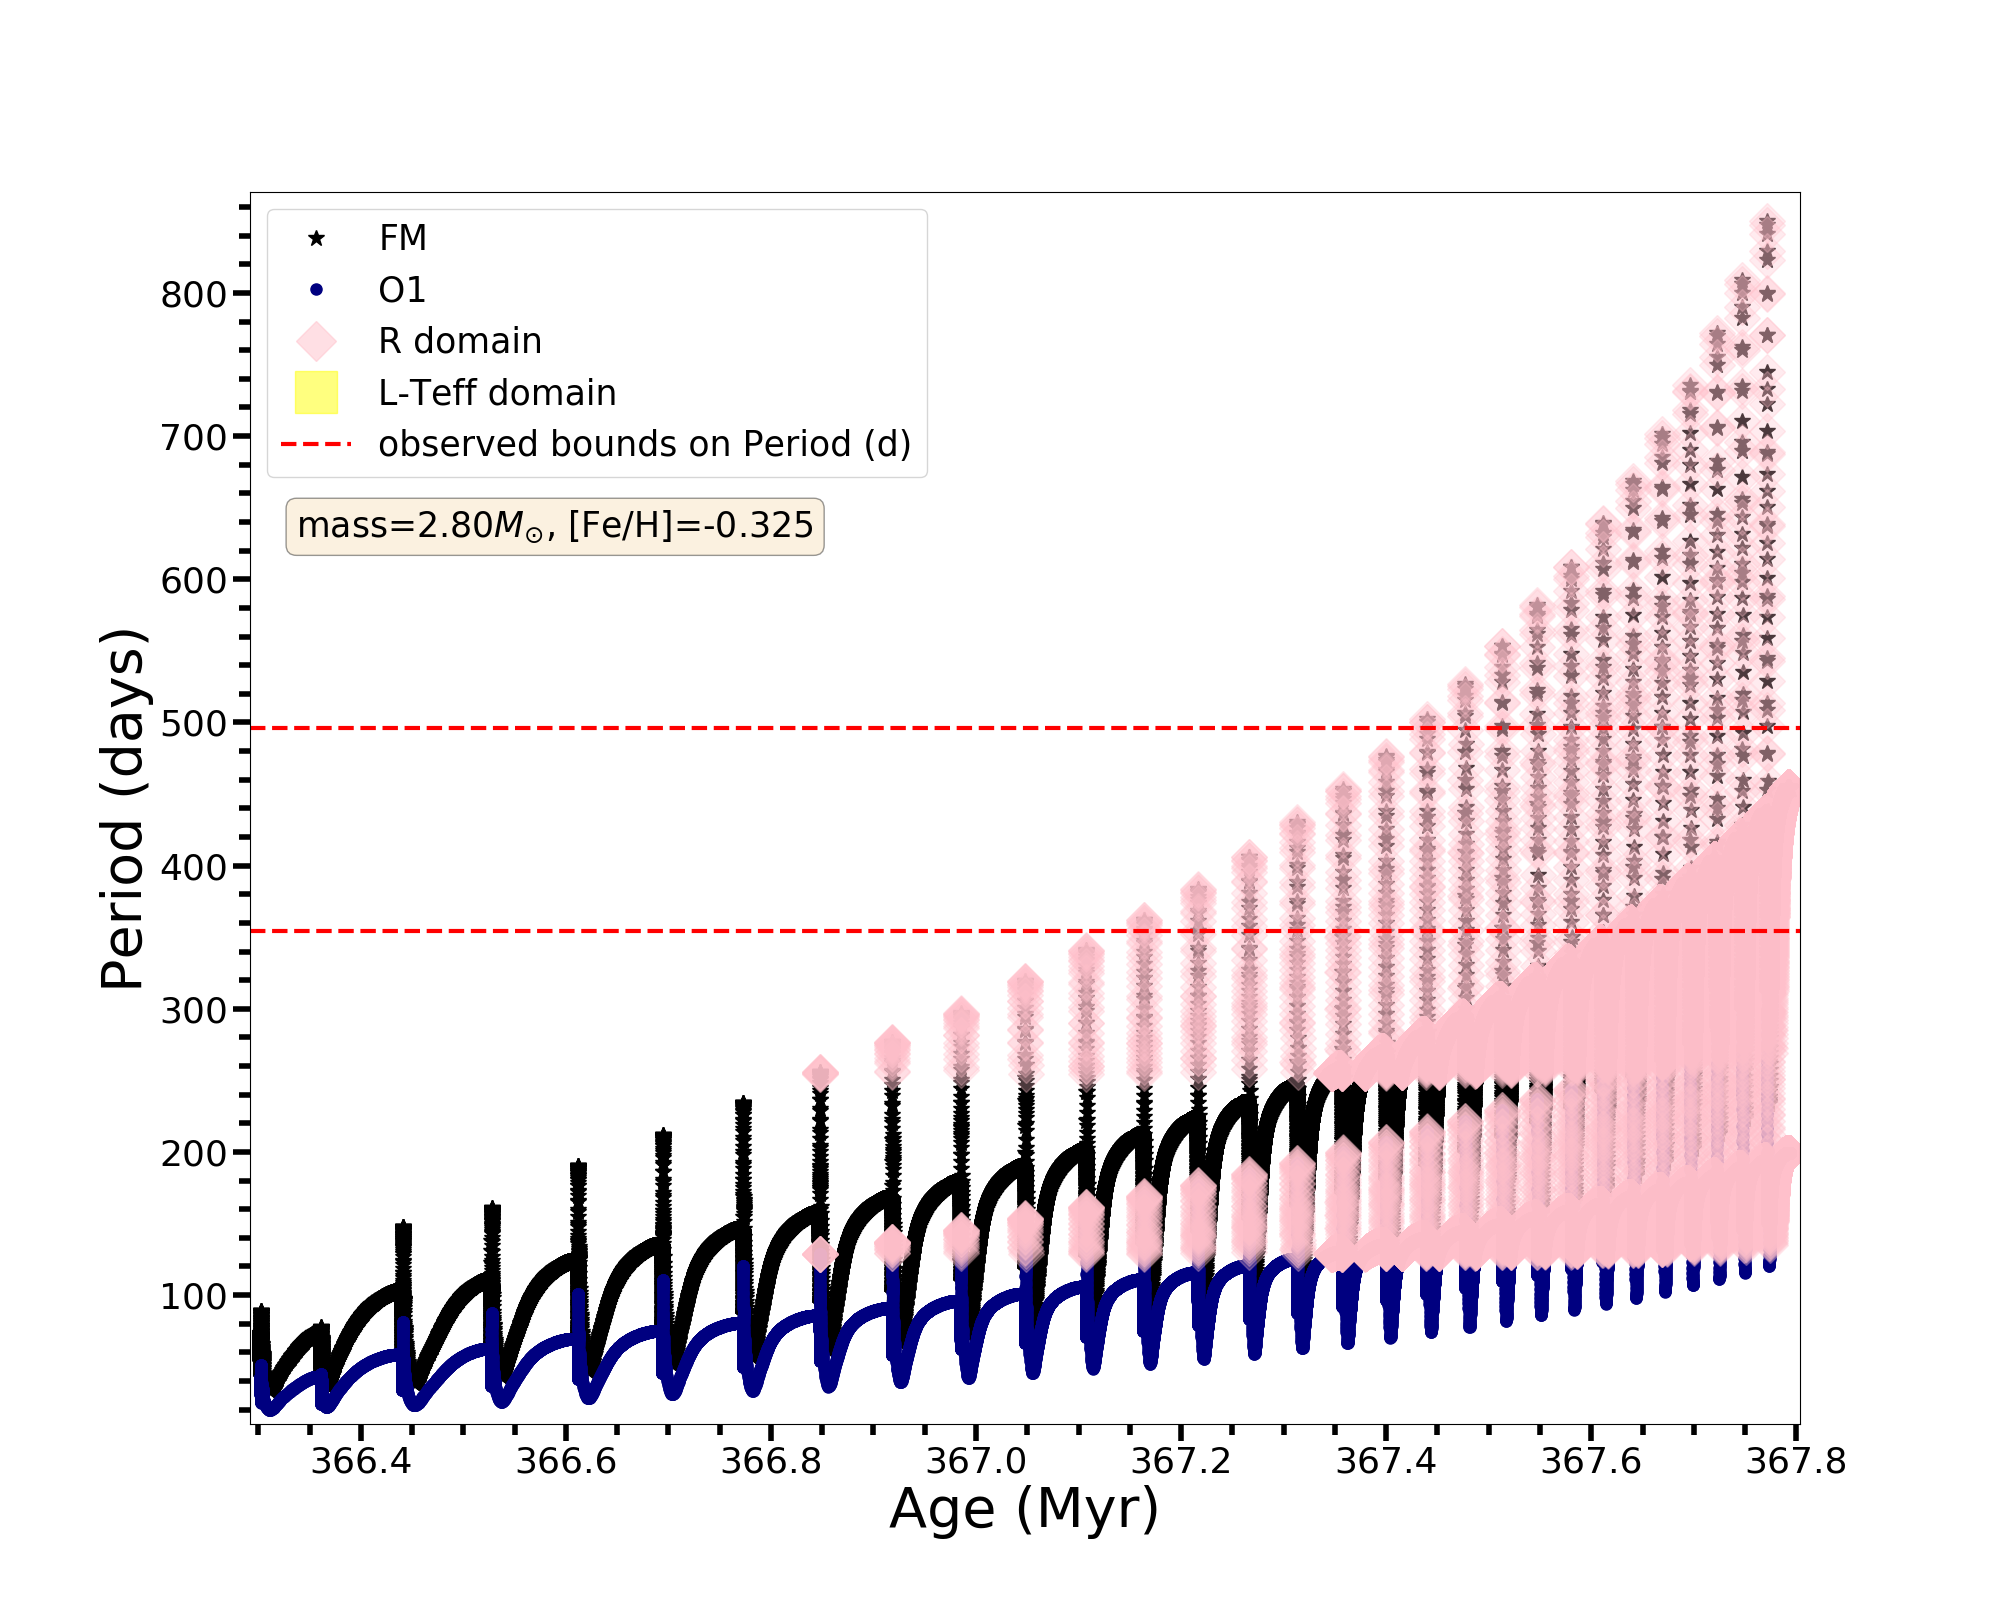 FM
O1
R domain
L-Teff domain
observed bounds on Period (d)
mass=2.80M☉, [Fe/H]=-0.325
Period (days)
800
700
600
500
400
300
200
100
366.4 366.6 366.8 367.0 367.2 367.4 367.6 367.8
Age (Myr)